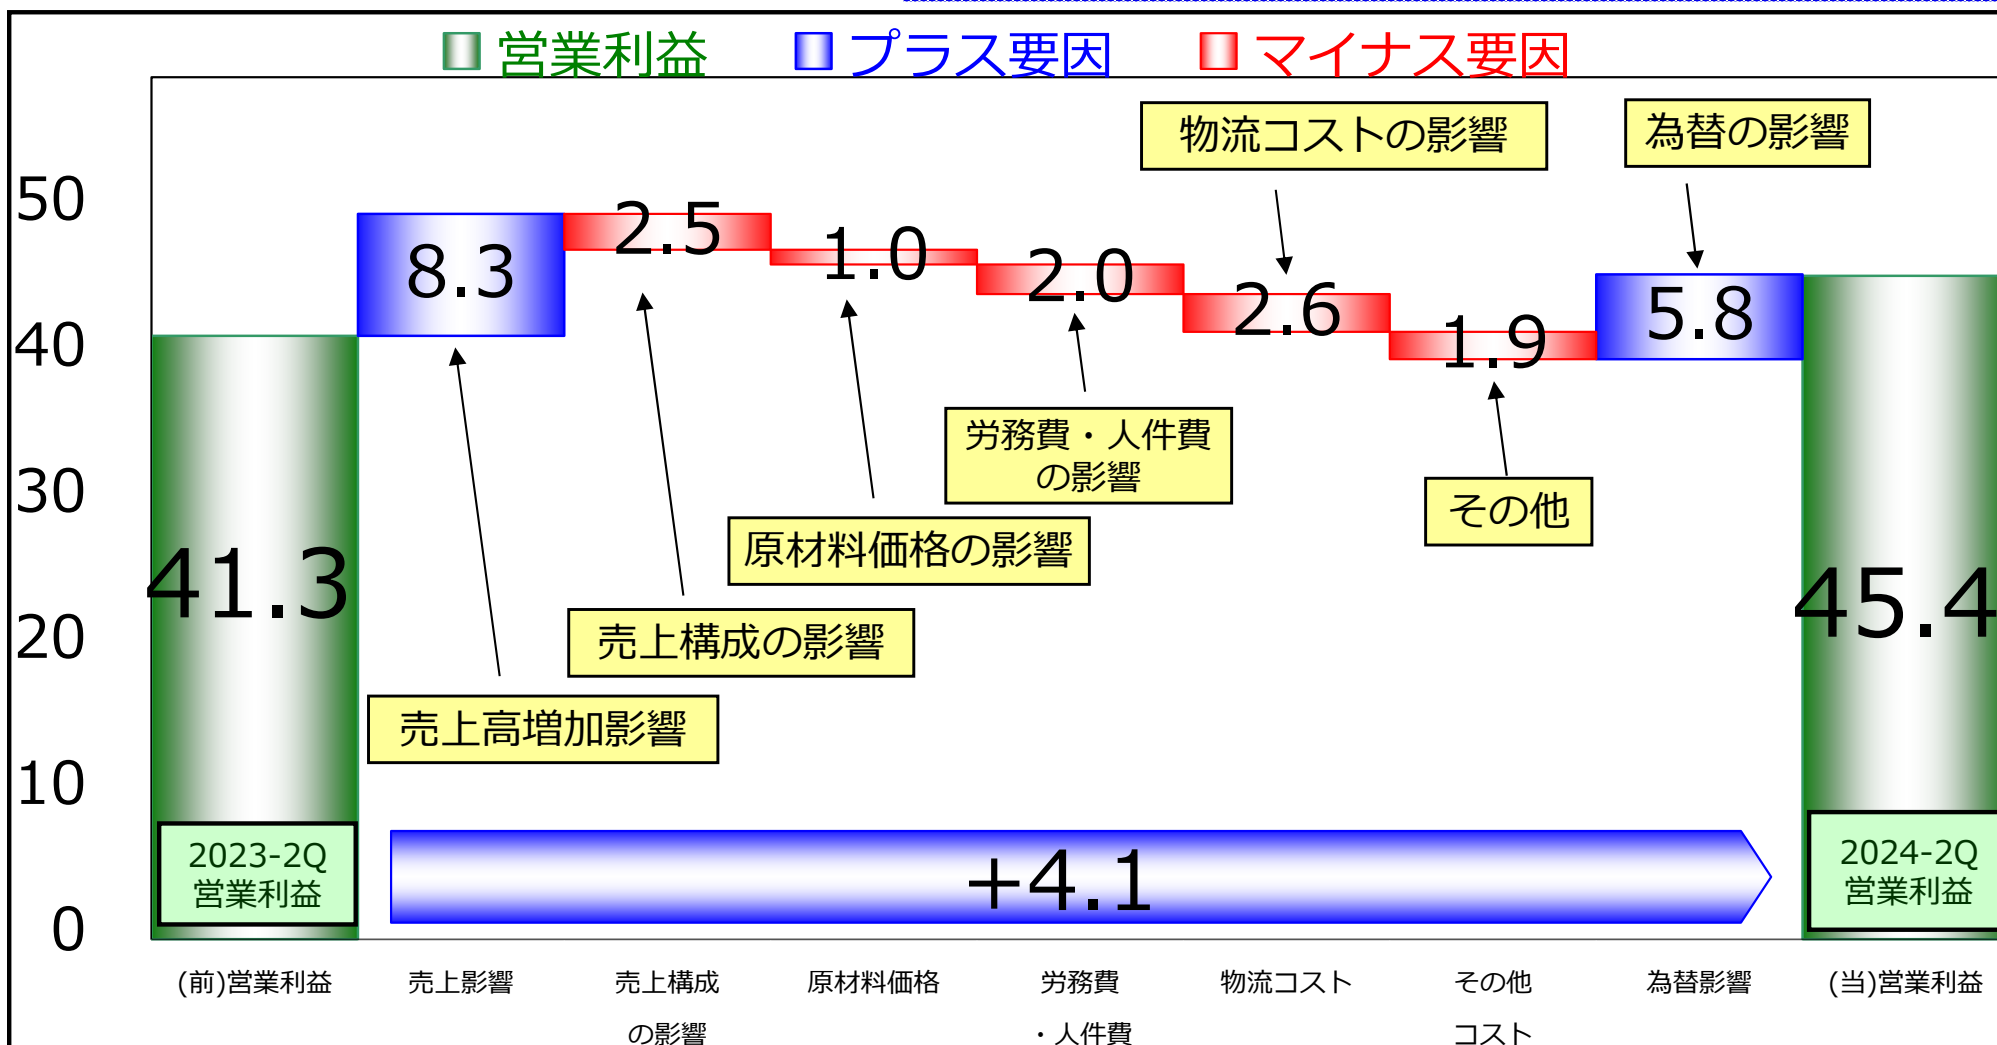 営業利益 プラス要因 マイナス要因
物流コストの影響
為替の影響
50
40
30
20
10
0
41.3
8.3
2.5
1.0
2.0
2.6
1.9
5.8
45.4
労務費・人件費
の影響
その他
原材料価格の影響
売上構成の影響
売上高増加影響
2023-2Q
営業利益
+4.1
2024-2Q
営業利益
(前)営業利益
売上影響
売上構成
の影響
原材料価格
労務費
・人件費
物流コスト
その他
コスト
為替影響
(当)営業利益